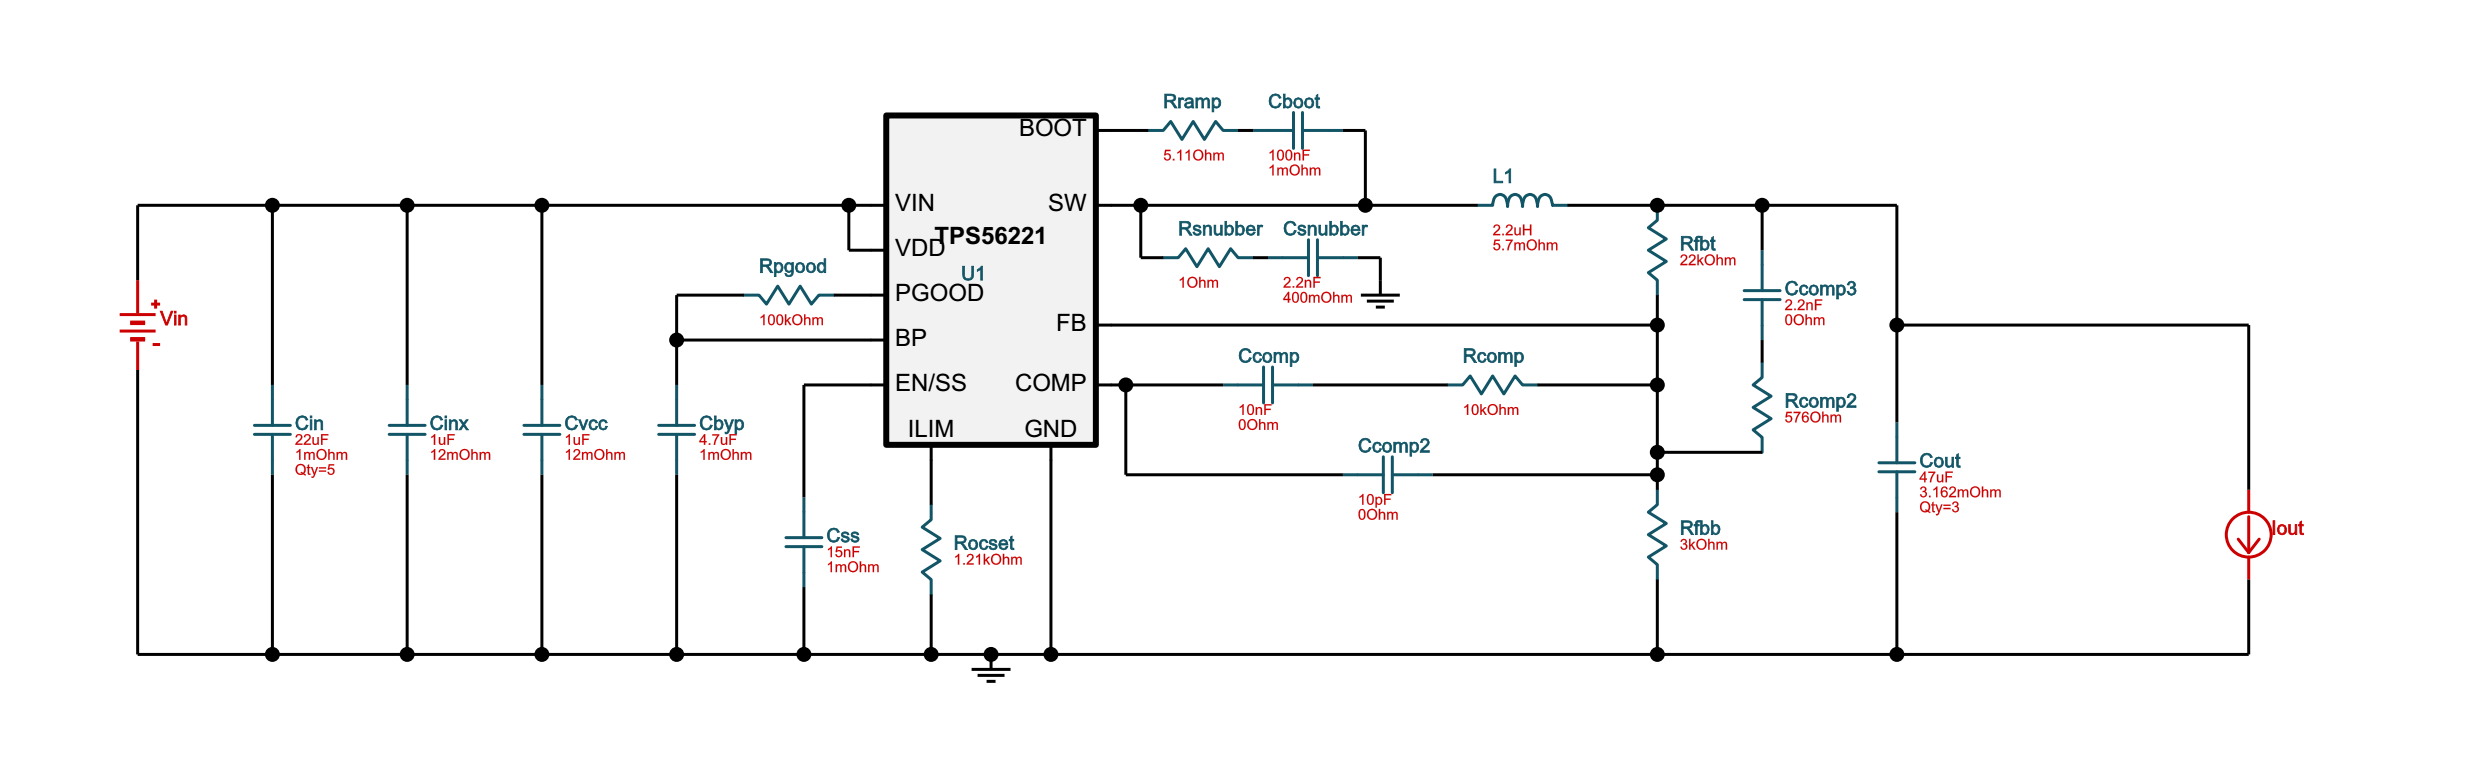 Rramp
5.11Ohm
Cboot
100nF
1mOhm
BOOT
VIN
SW
VDD
TPS56221
U1
PGOOD
FB
BP
EN/SS
COMP
ILIM
GND
L1
2.2uH
5.7mOhm
Rsnubber
1Ohm
Csnubber
2.2nF
400mOhm
Rpgood
100kOhm
Rfbt
22kOhm
Ccomp3
2.2nF
0Ohm
+
Vin
-
Ccomp
10nF
0Ohm
Rcomp
10kOhm
Rcomp2
576Ohm
Cin
22uF
1mOhm
Qty=5
Cinx
1uF
12mOhm
Cvcc
1uF
12mOhm
Cbyp
4.7uF
1mOhm
Ccomp2
10pF
0Ohm
Cout
47uF
3.162mOhm
Qty=3
Css
15nF
1mOhm
Rocset
1.21kOhm
Rfbb
3kOhm
Iout